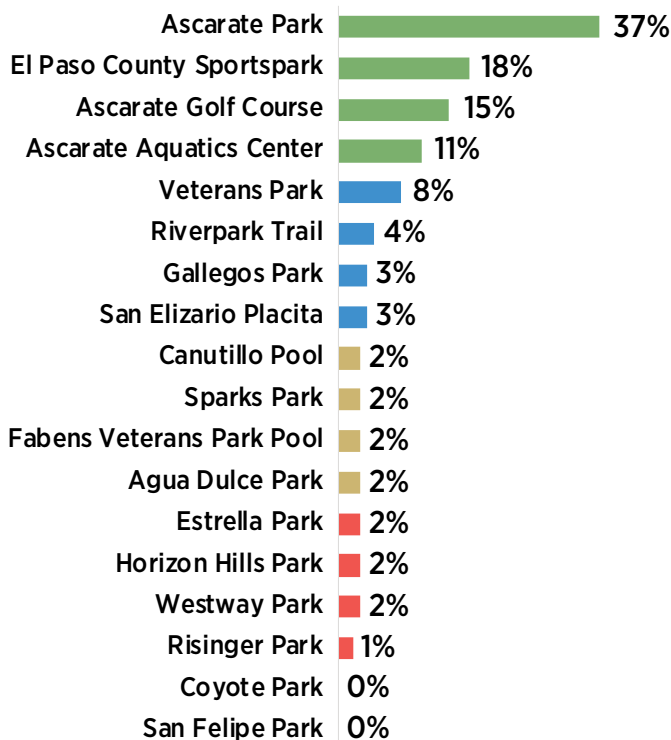 Ascarate Park 37%
El Paso County Sportspark 18%
Ascarate Golf Course 15%
Ascarate Aquatics Center 11%
Veterans Park 8%
Riverpark Trail 4%
Gallegos Park 3%
San Elizario Placita 3%
Canutillo Pool 2%
Sparks Park 2%
Fabens Veterans Park Pool 2%
Agua Dulce Park 2%
Estrella Park 2%
Horizon Hills Park 2%
Westway Park 2%
Risinger Park 1%
Coyote Park 0%
San Felipe Park 0%